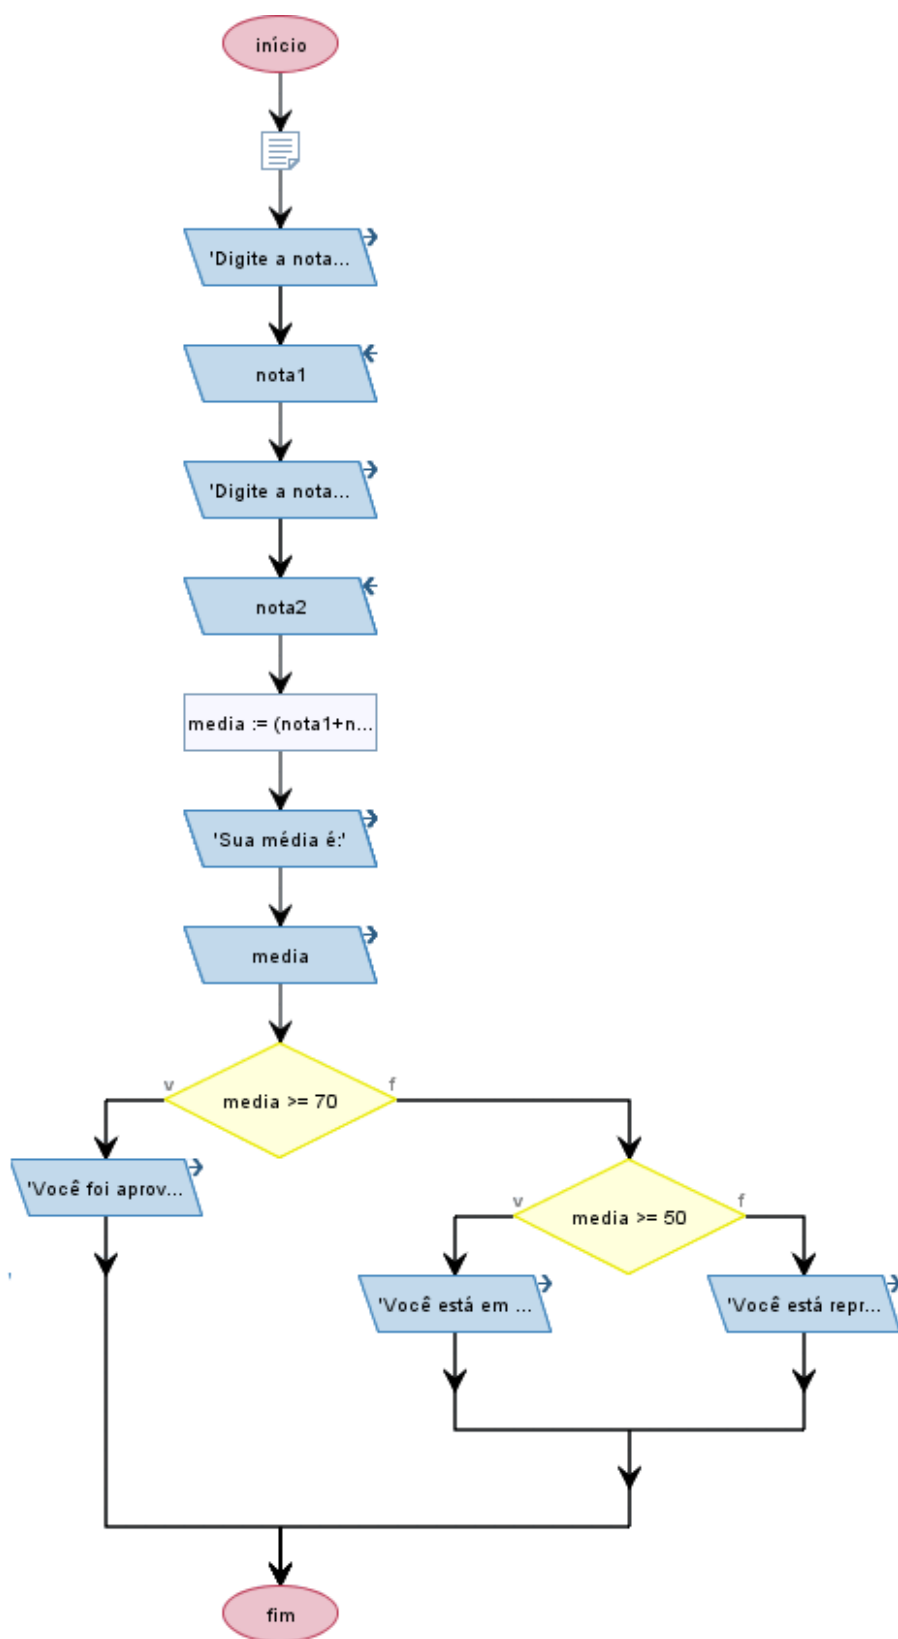 início
'Digite a nota...
nota1
'Digite a nota...
nota2
media := (nota1+n...
'Sua média é:'
media
v
media >= 70
f
'Você foi aprov...
v
media >= 50
f
'Você está em ...
'Você está repr...
fim